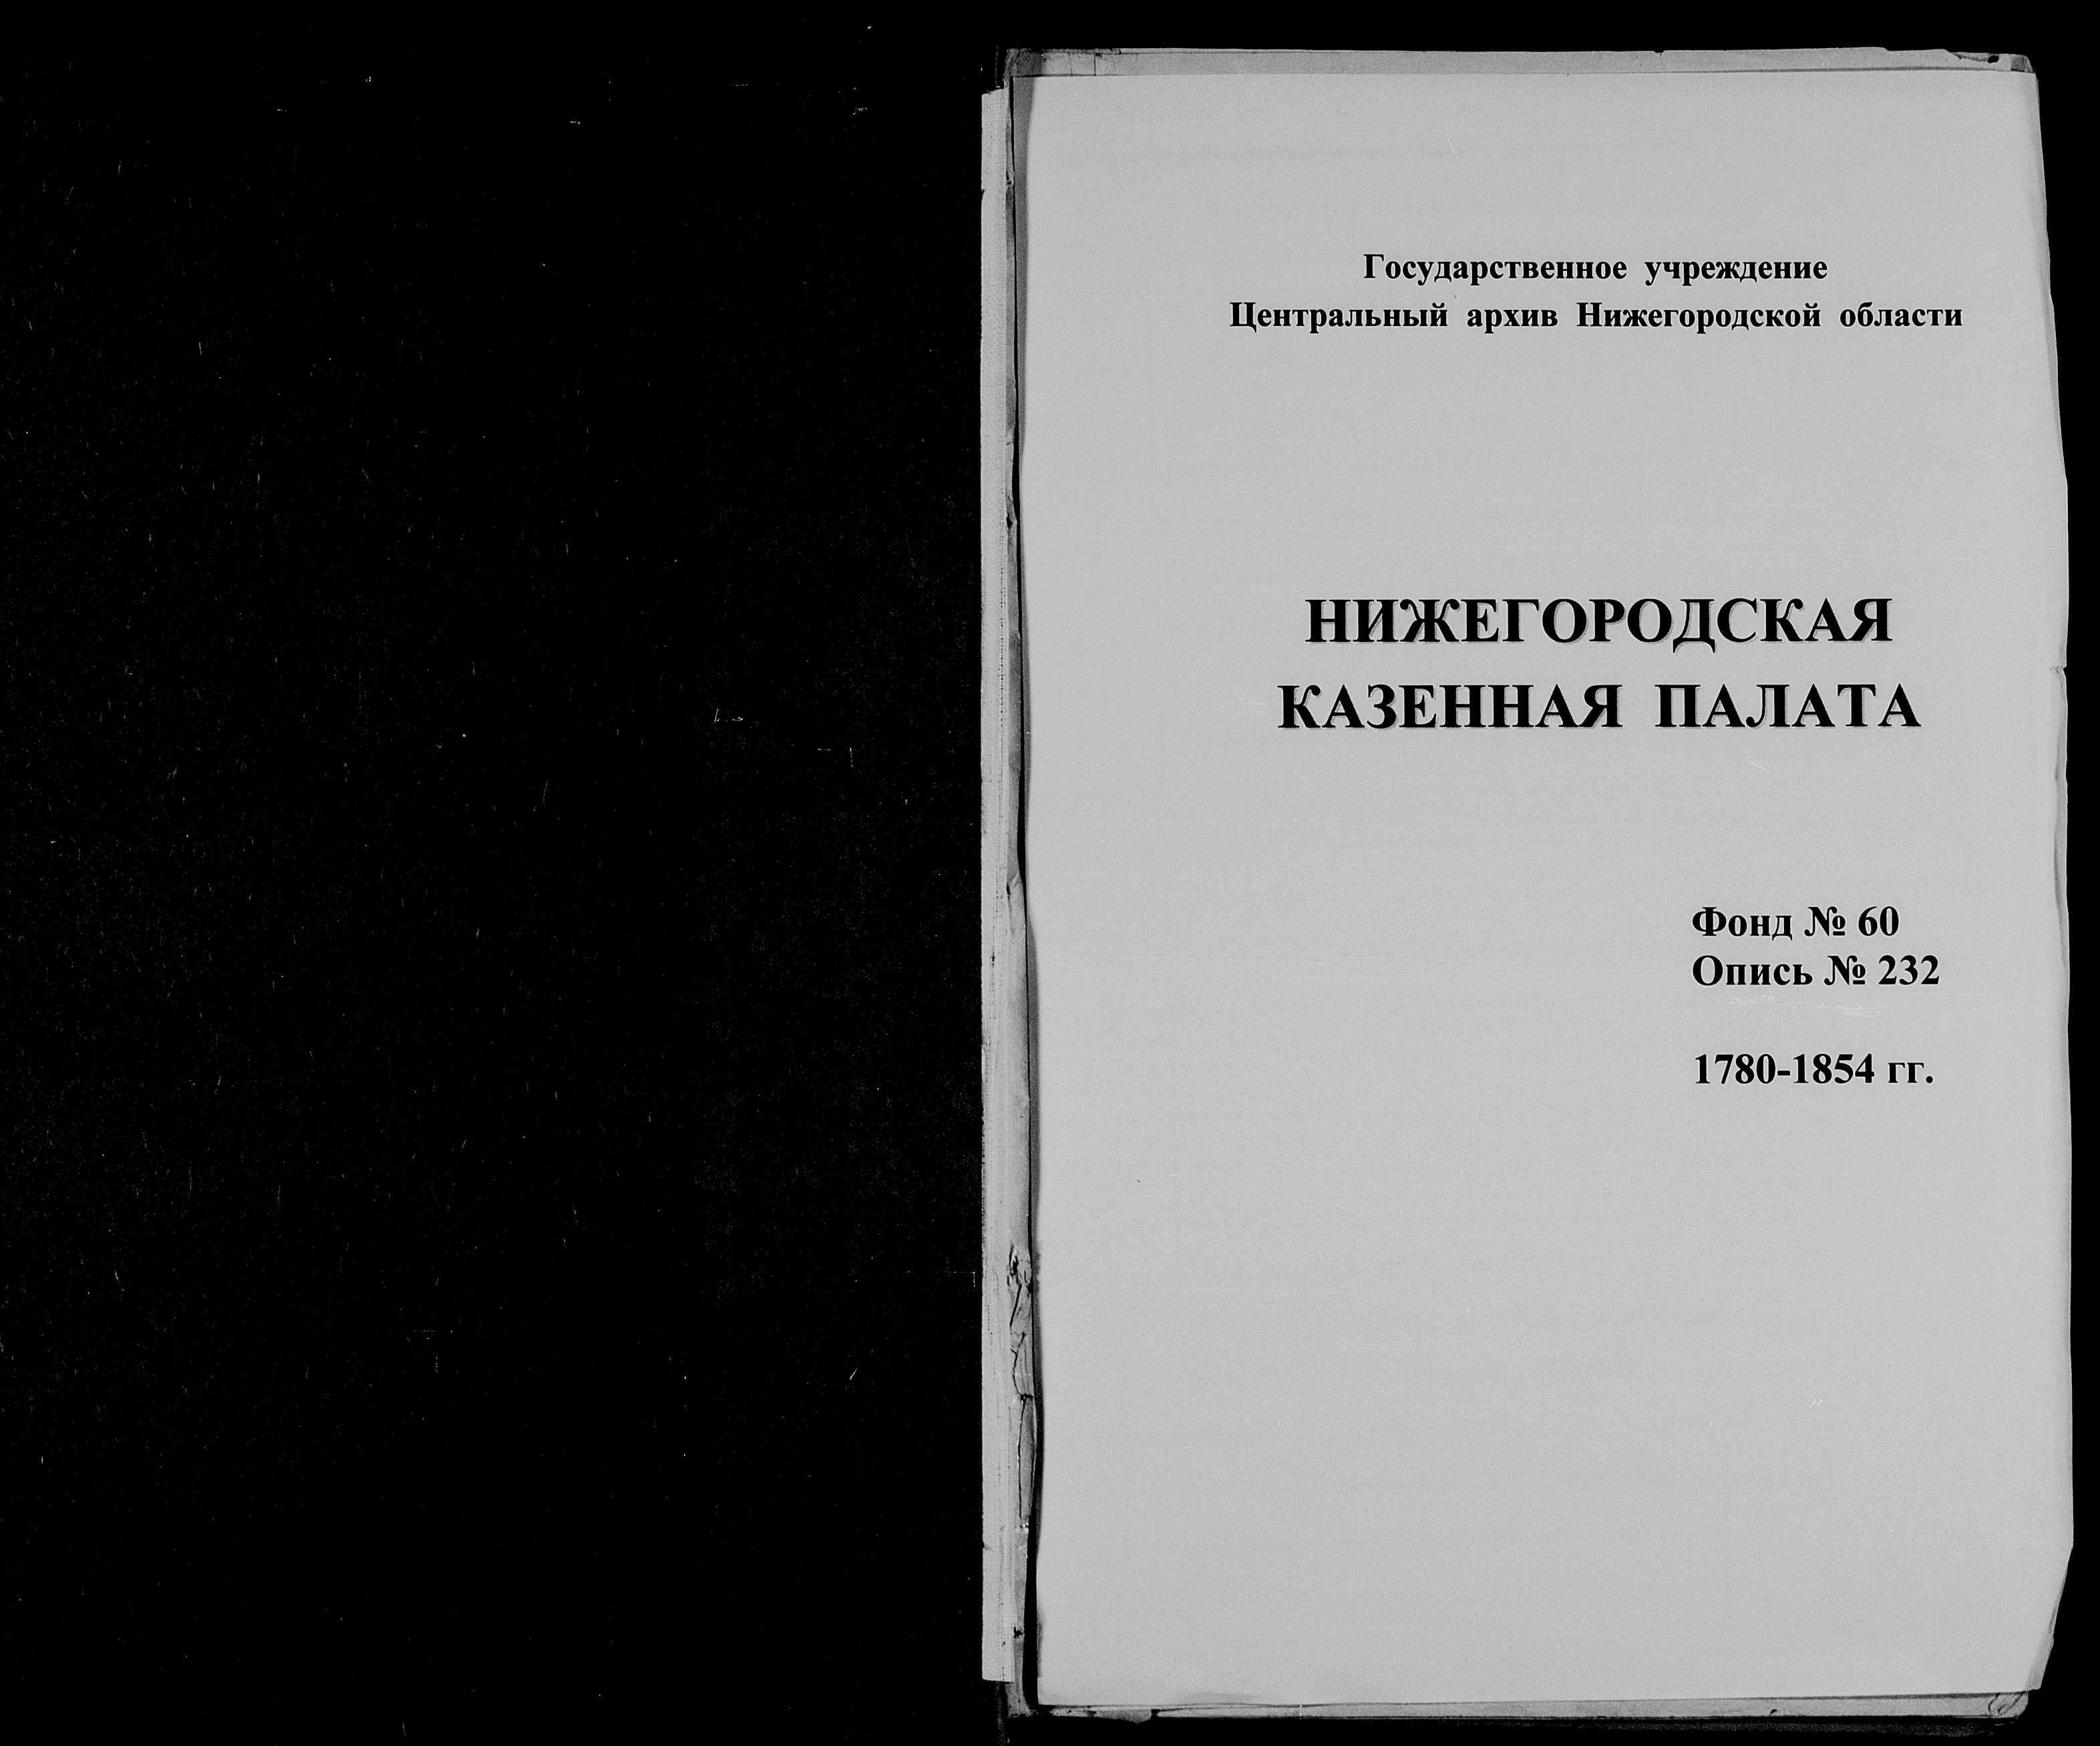 Государственное учреждение
Центральный архив Нижегородской области
НИЖЕГОРОДСКАЯ
КАЗЕННАЯ ПАЛАТА
Фонд № 60
Опись № 232
1780-1854 гг.